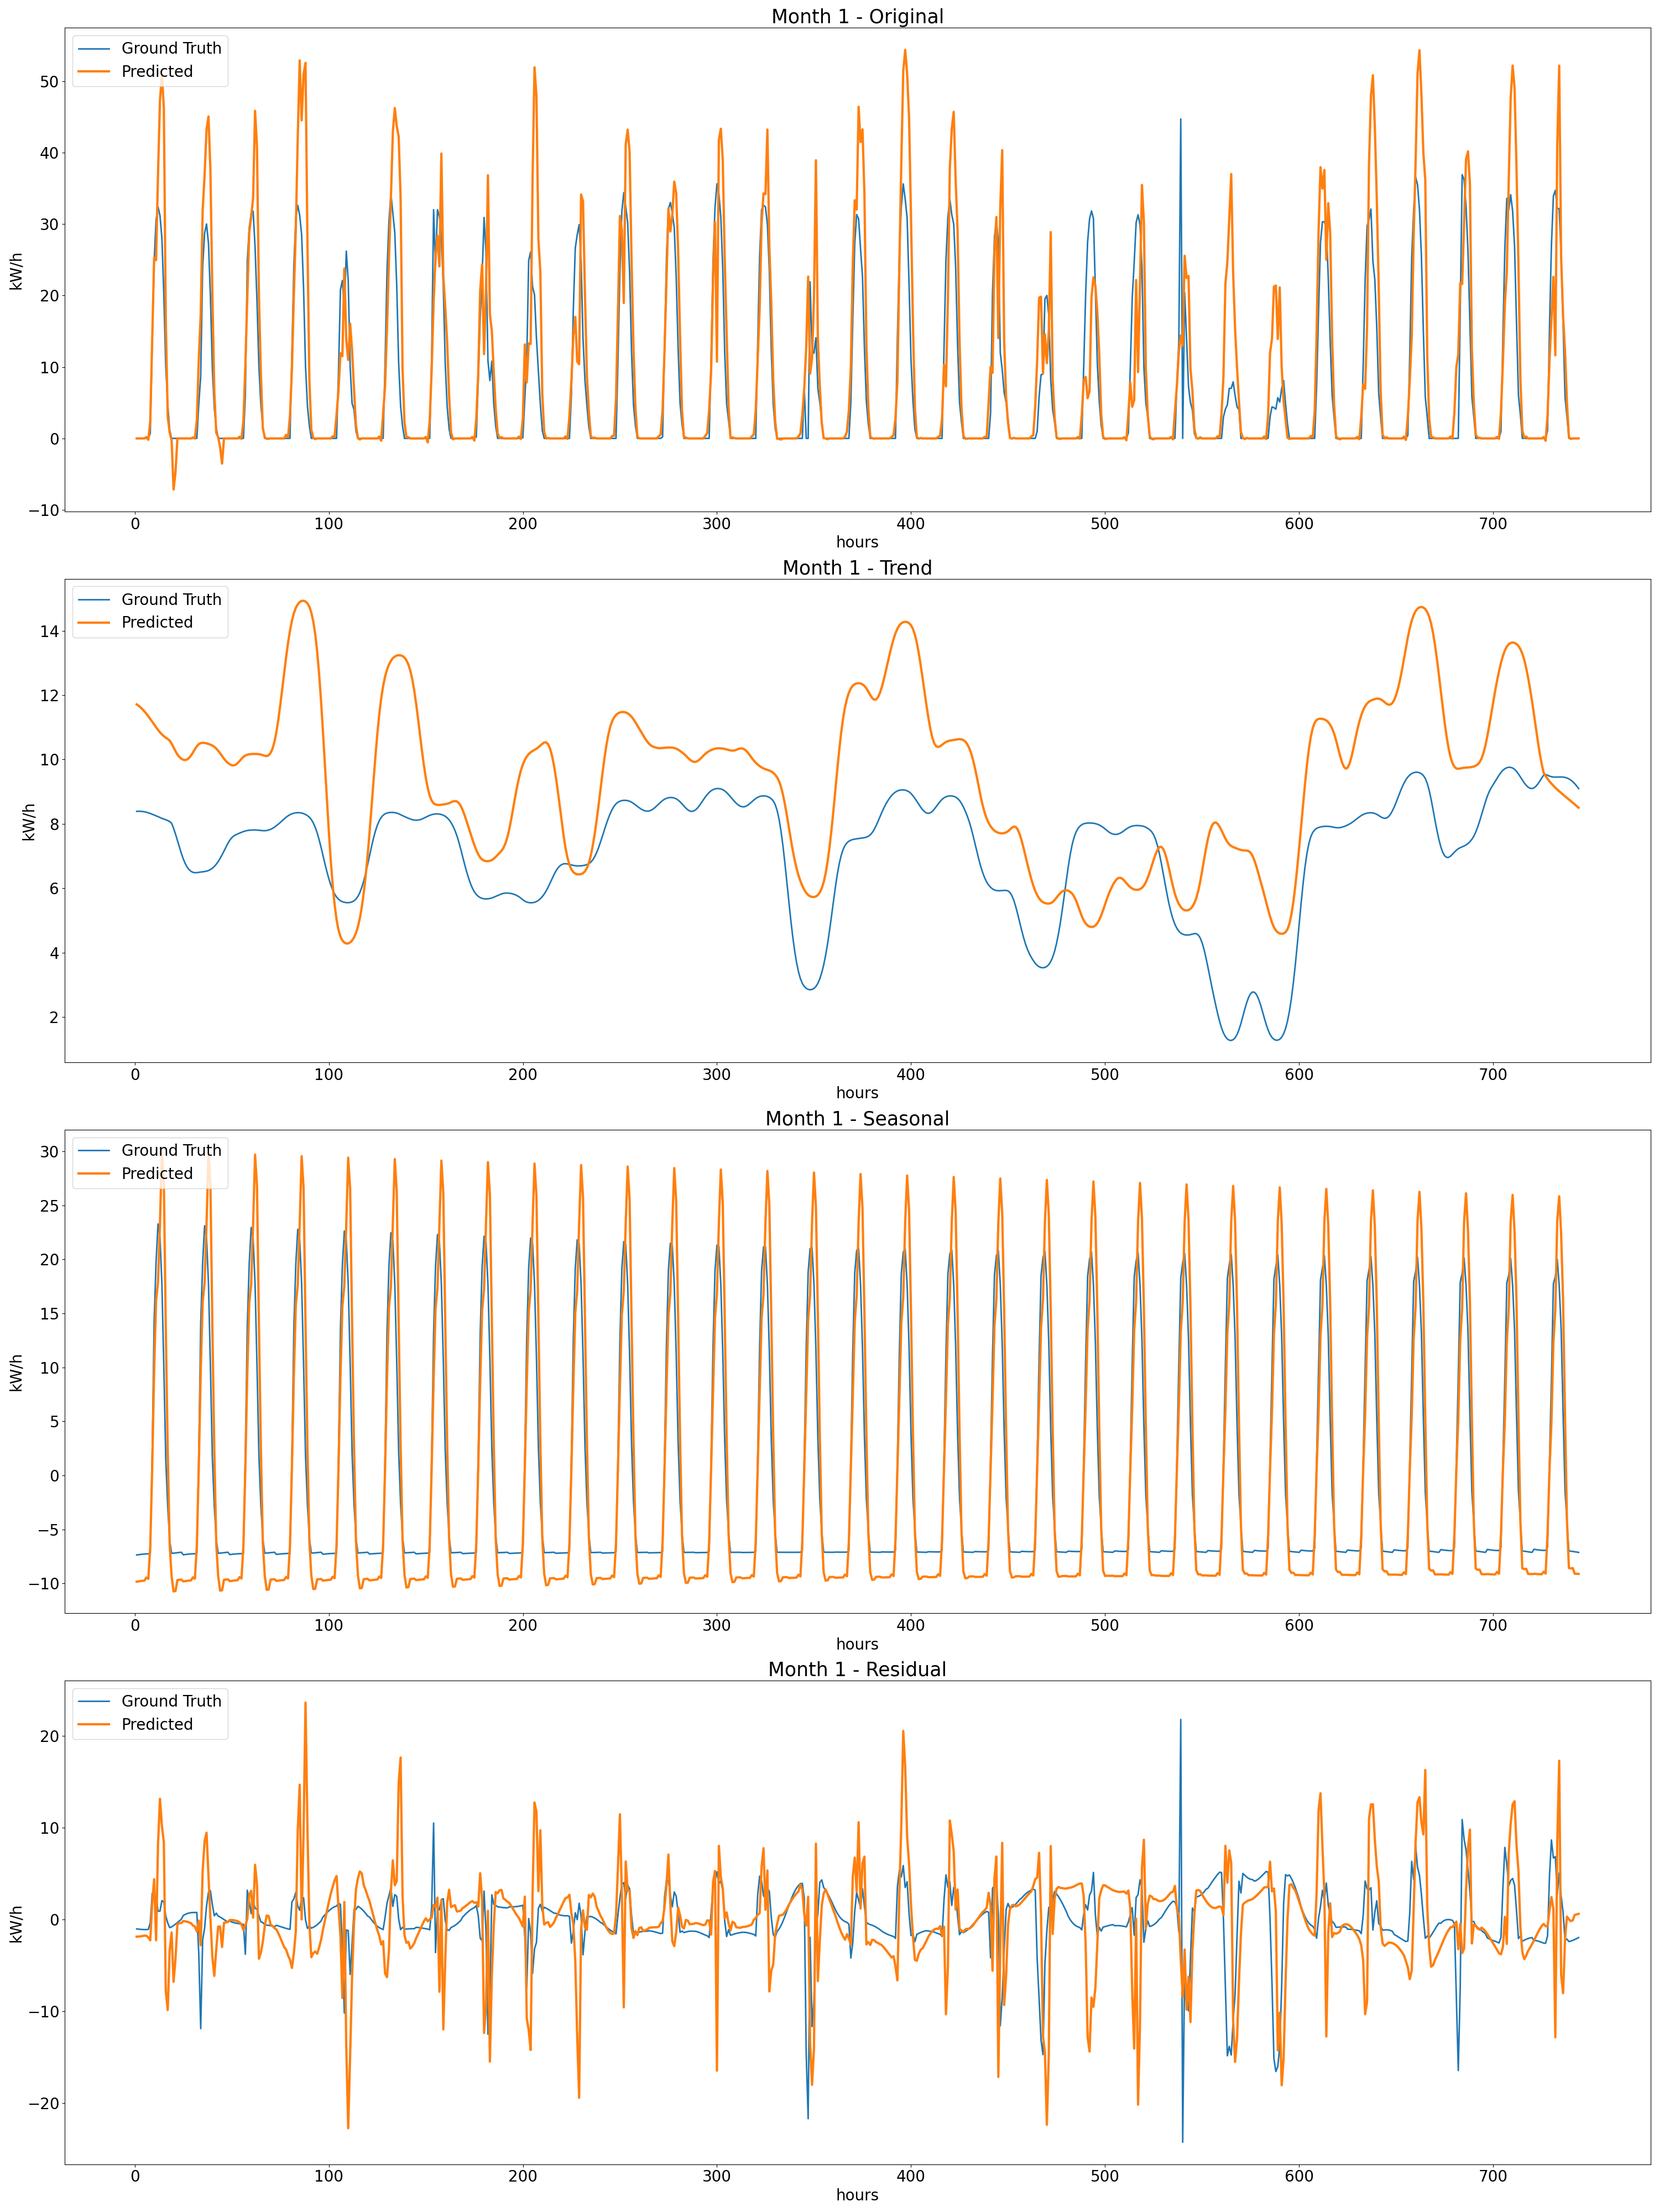 Month 1 - Original
Ground Truth
Predicted
50
40
30
20
10
0
−10
kW/h
0 100 200 300 400 500 600 700
hours
Month 1 - Trend
Ground Truth
Predicted
14
12
10
8
6
4
2
kW/h
0 100 200 300 400 500 600 700
hours
Month 1 - Seasonal
Ground Truth
Predicted
30
25
20
15
10
5
0
−5
−10
kW/h
0 100 200 300 400 500 600 700
hours
Month 1 - Residual
Ground Truth
Predicted
20
10
0
−10
−20
kW/h
0 100 200 300 400 500 600 700
hours